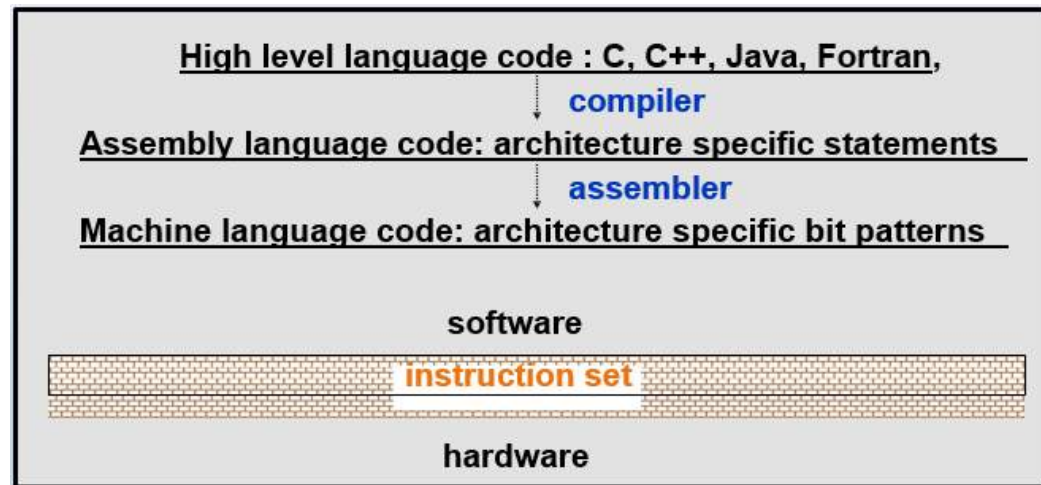 High level language code : C, C++, Java, Fortran,
compiler
Assembly language code: architecture specific statements
assembler
Machine language code: architecture specific bit patterns
software
instruction set
hardware